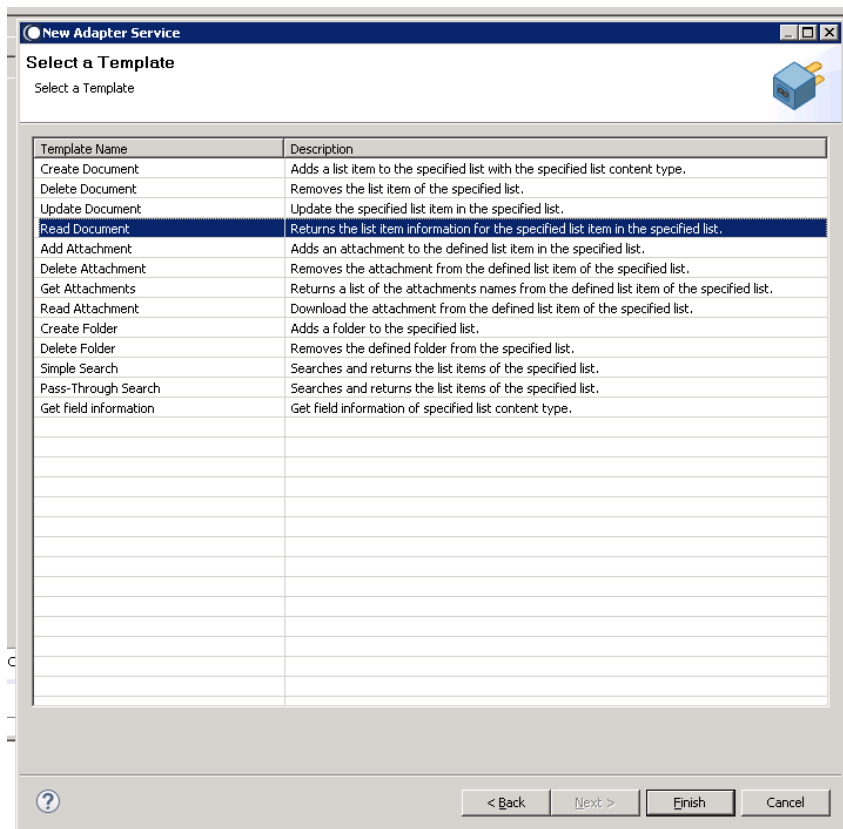 New Adapter Service
Select a Template
Select a Template
Template Name Description
Create Document Adds a list item to the specified list with the specified list content type.
Delete Document Removes the list item of the specified list.
Update Document Update the specified list item in the specified list.
Read Document Returns the list item information for the specified list item in the specified list.
Add Attachment Adds an attachment to the defined list item in the specified list.
Delete Attachment Removes the attachment from the defined list item of the specified list.
Get Attachments Returns a list of the attachments names from the defined list item of the specified list.
Read Attachment Download the attachment from the defined list item of the specified list.
Create Folder Adds a folder to the specified list.
Delete Folder Removes the defined folder from the specified list.
Simple Search Searches and returns the list items of the specified list.
Pass-Through Search Searches and returns the list items of the specified list.
Get field information Get field information of specified list content type.
? < Back Next > Finish Cancel